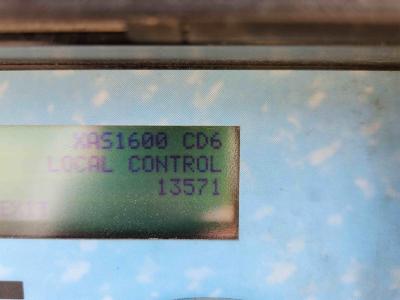 XAS1600 CD6
LOCAL CONTROL
13571
EXIT